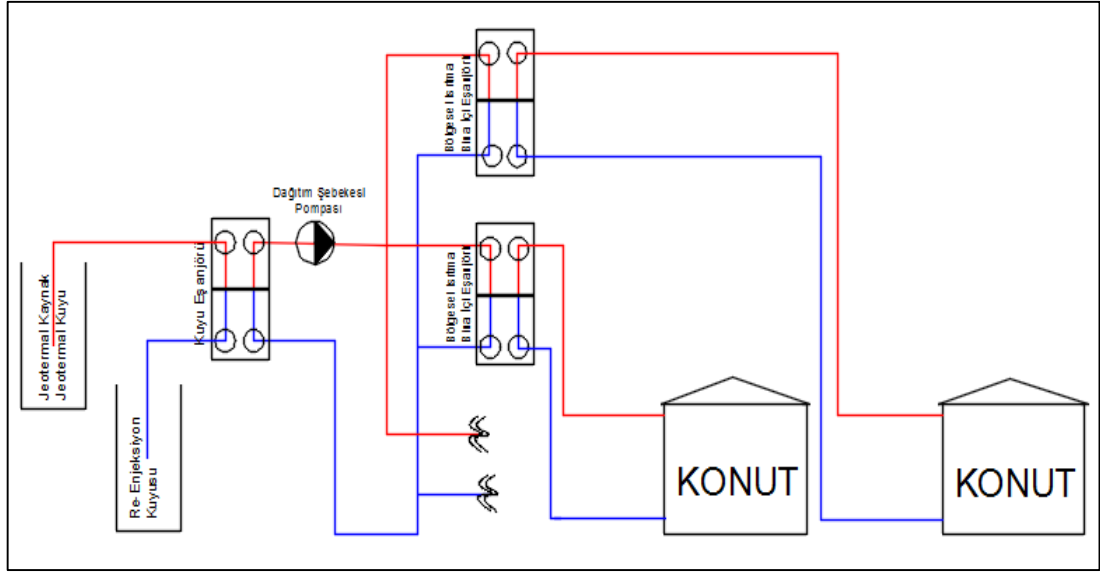 Bölgesel Isıtma
Bina İçi Eşanjörü
Dağıtım Şebekesi
Pompası
Kuyu Eşanjörü
Bölgesel Isıtma
Bina İçi Eşanjörü
Jeotermal Kaynak
Jeotermal Kuyu
Re-Enjeksiyon
Kuyusu
KONUT
KONUT